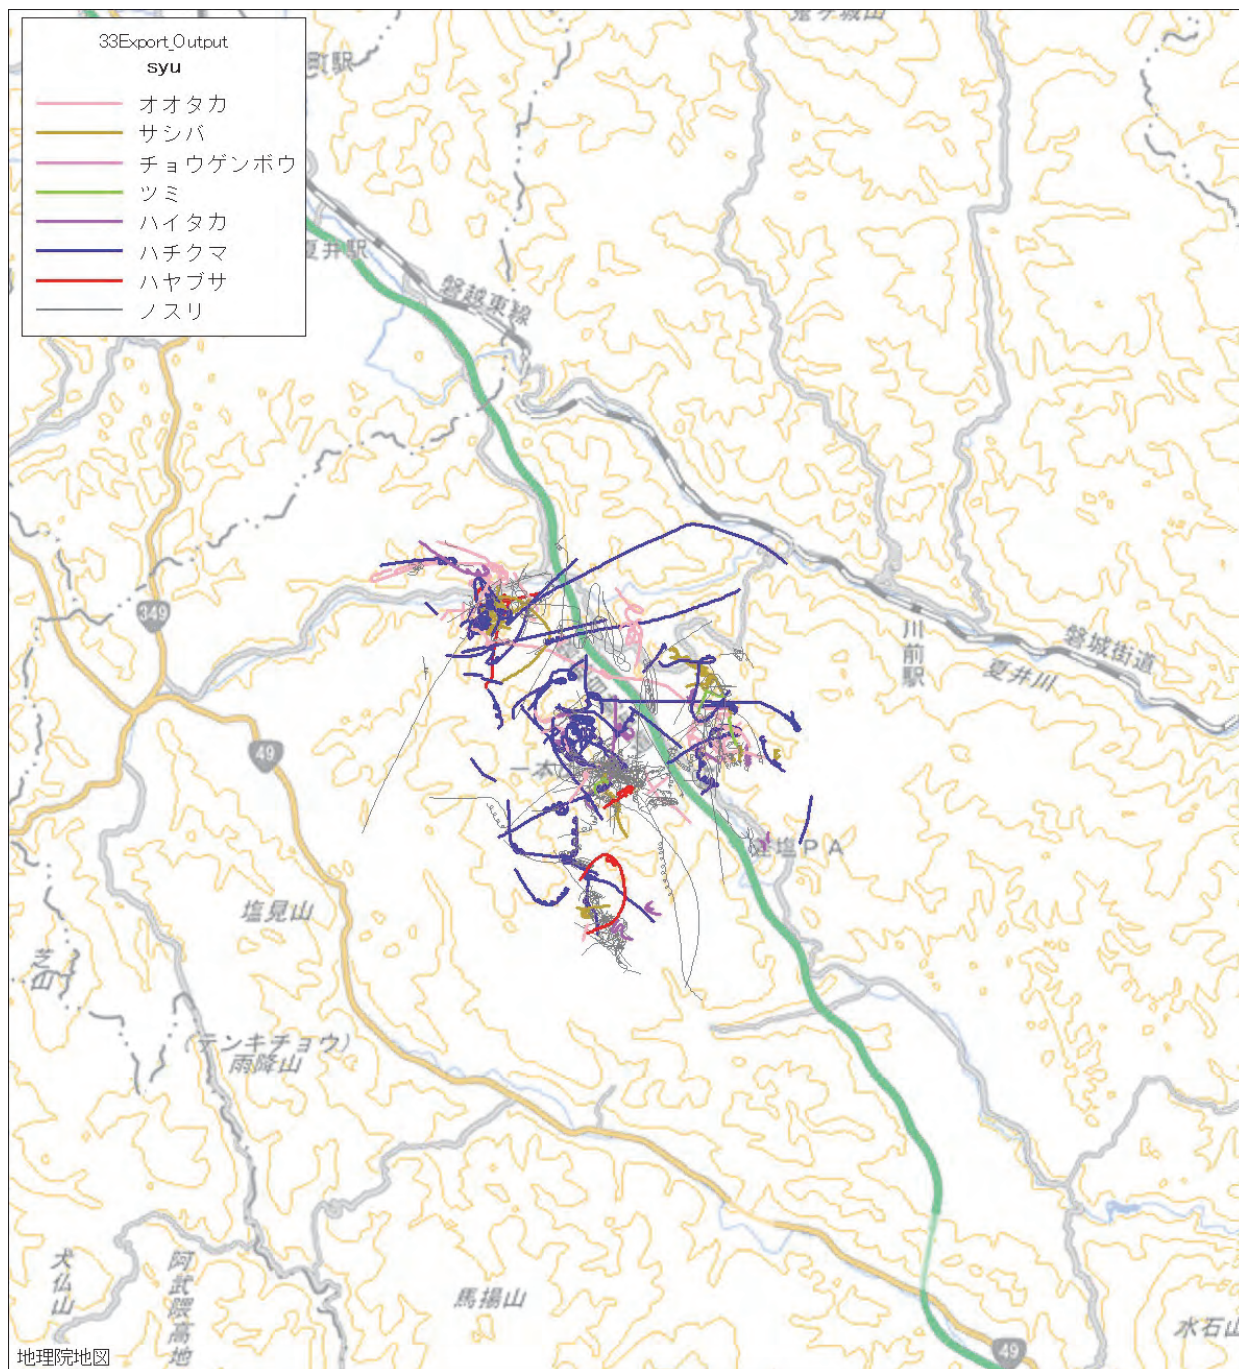 33Export_Output
syu
オオタカ
サシバ
チョウゲンボウ
ツミ
ハイタカ
ハチクマ
ハヤブサ
ノスリ
町駅
夏井駅
磐越東線
349
川前駅
磐城街道
夏井川
49
一本
塩PA
塩見山
芝山
(テンキチョウ)
雨降山
犬仏山
阿武隈高地
馬揚山
水石山
49
地理院地図